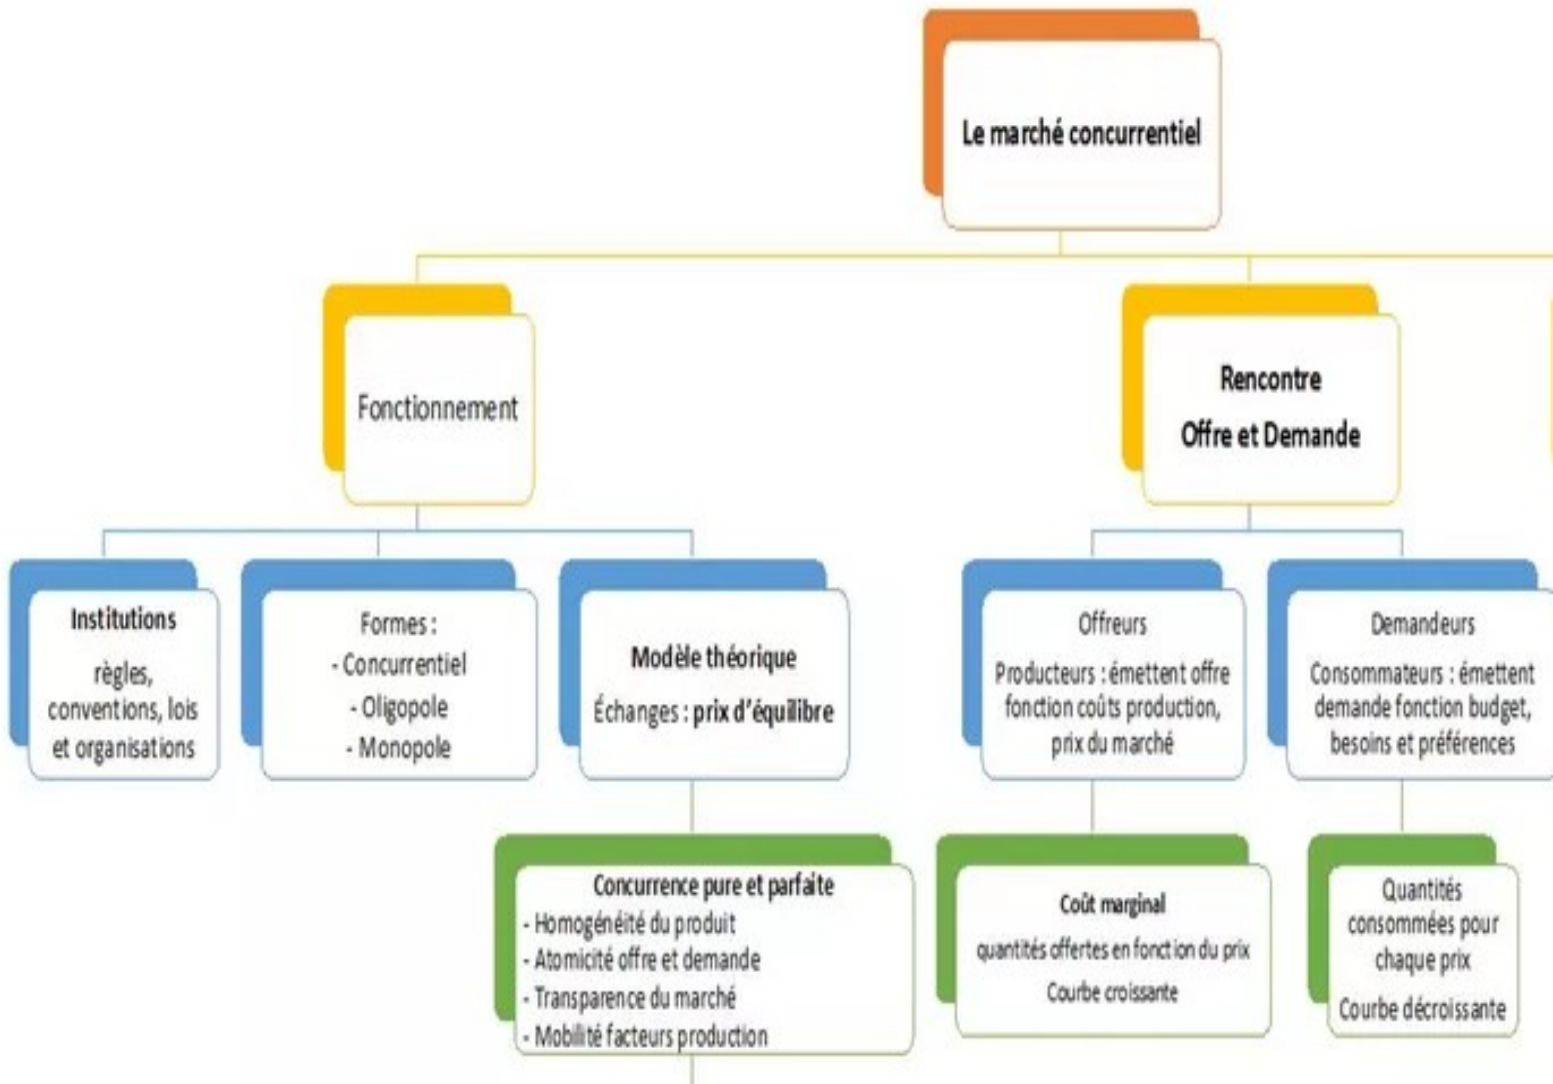 Le marché concurrentiel
Fonctionnement
Rencontre
Offre et Demande
Institutions
règles,
conventions, lois
et organisations
Formes :
- Concurrentiel
- Oligopole
- Monopole
Modèle théorique
Échanges : prix d'équilibre
Offreurs
Producteurs : émettent offre
fonction coûts production,
prix du marché
Demandeurs
Consommateurs : émettent
demande fonction budget,
besoins et préférences
Concurrence pure et parfaite
- Homogénéité du produit
- Atomicité offre et demande
- Transparence du marché
- Mobilité facteurs production
Coût marginal
quantités offertes en fonction du prix
Courbe croissante
Quantités
consommées pour
chaque prix
Courbe décroissante